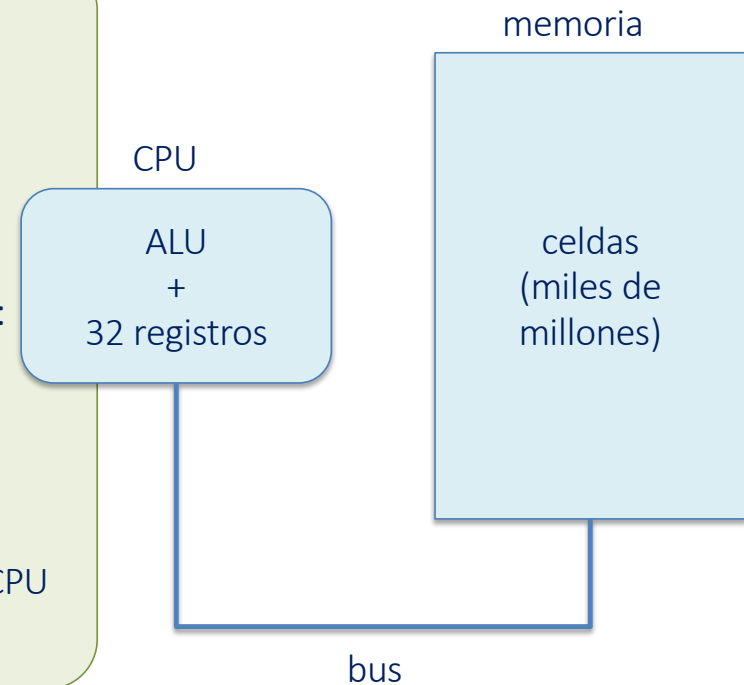 memoria
CPU
ALU
+
32 registros
:
celdas
(miles de
millones)
CPU
bus